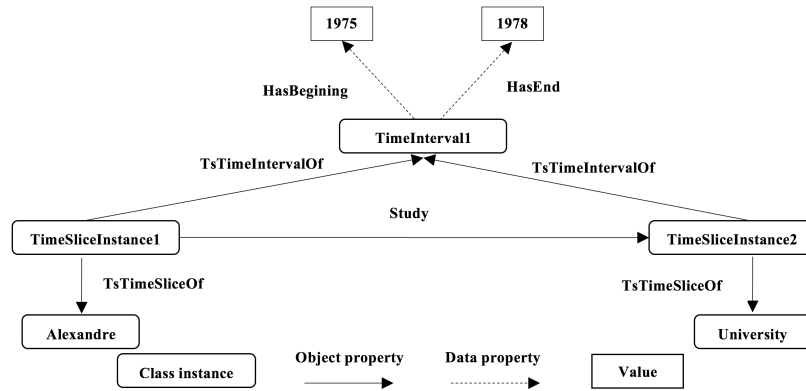 1975
1978
HasBegining
HasEnd
TimeInterval1
TsTimeIntervalOf
TsTimeIntervalOf
Study
TimeSliceInstance1
TimeSliceInstance2
TsTimeSliceOf
TsTimeSliceOf
Alexandre
University
Class instance
Object property
Data property
Value